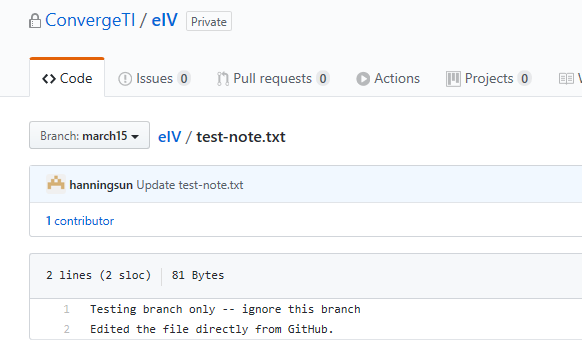 ConvergeTI / eIV Private
Code Issues 0 Pull requests 0 Actions Projects 0
Branch: march15 eIV / test-note.txt
hanningsun Update test-note.txt
1 contributor
2 lines (2 sloc) 81 Bytes
1 Testing branch only -- ignore this branch
2 Edited the file directly from GitHub.